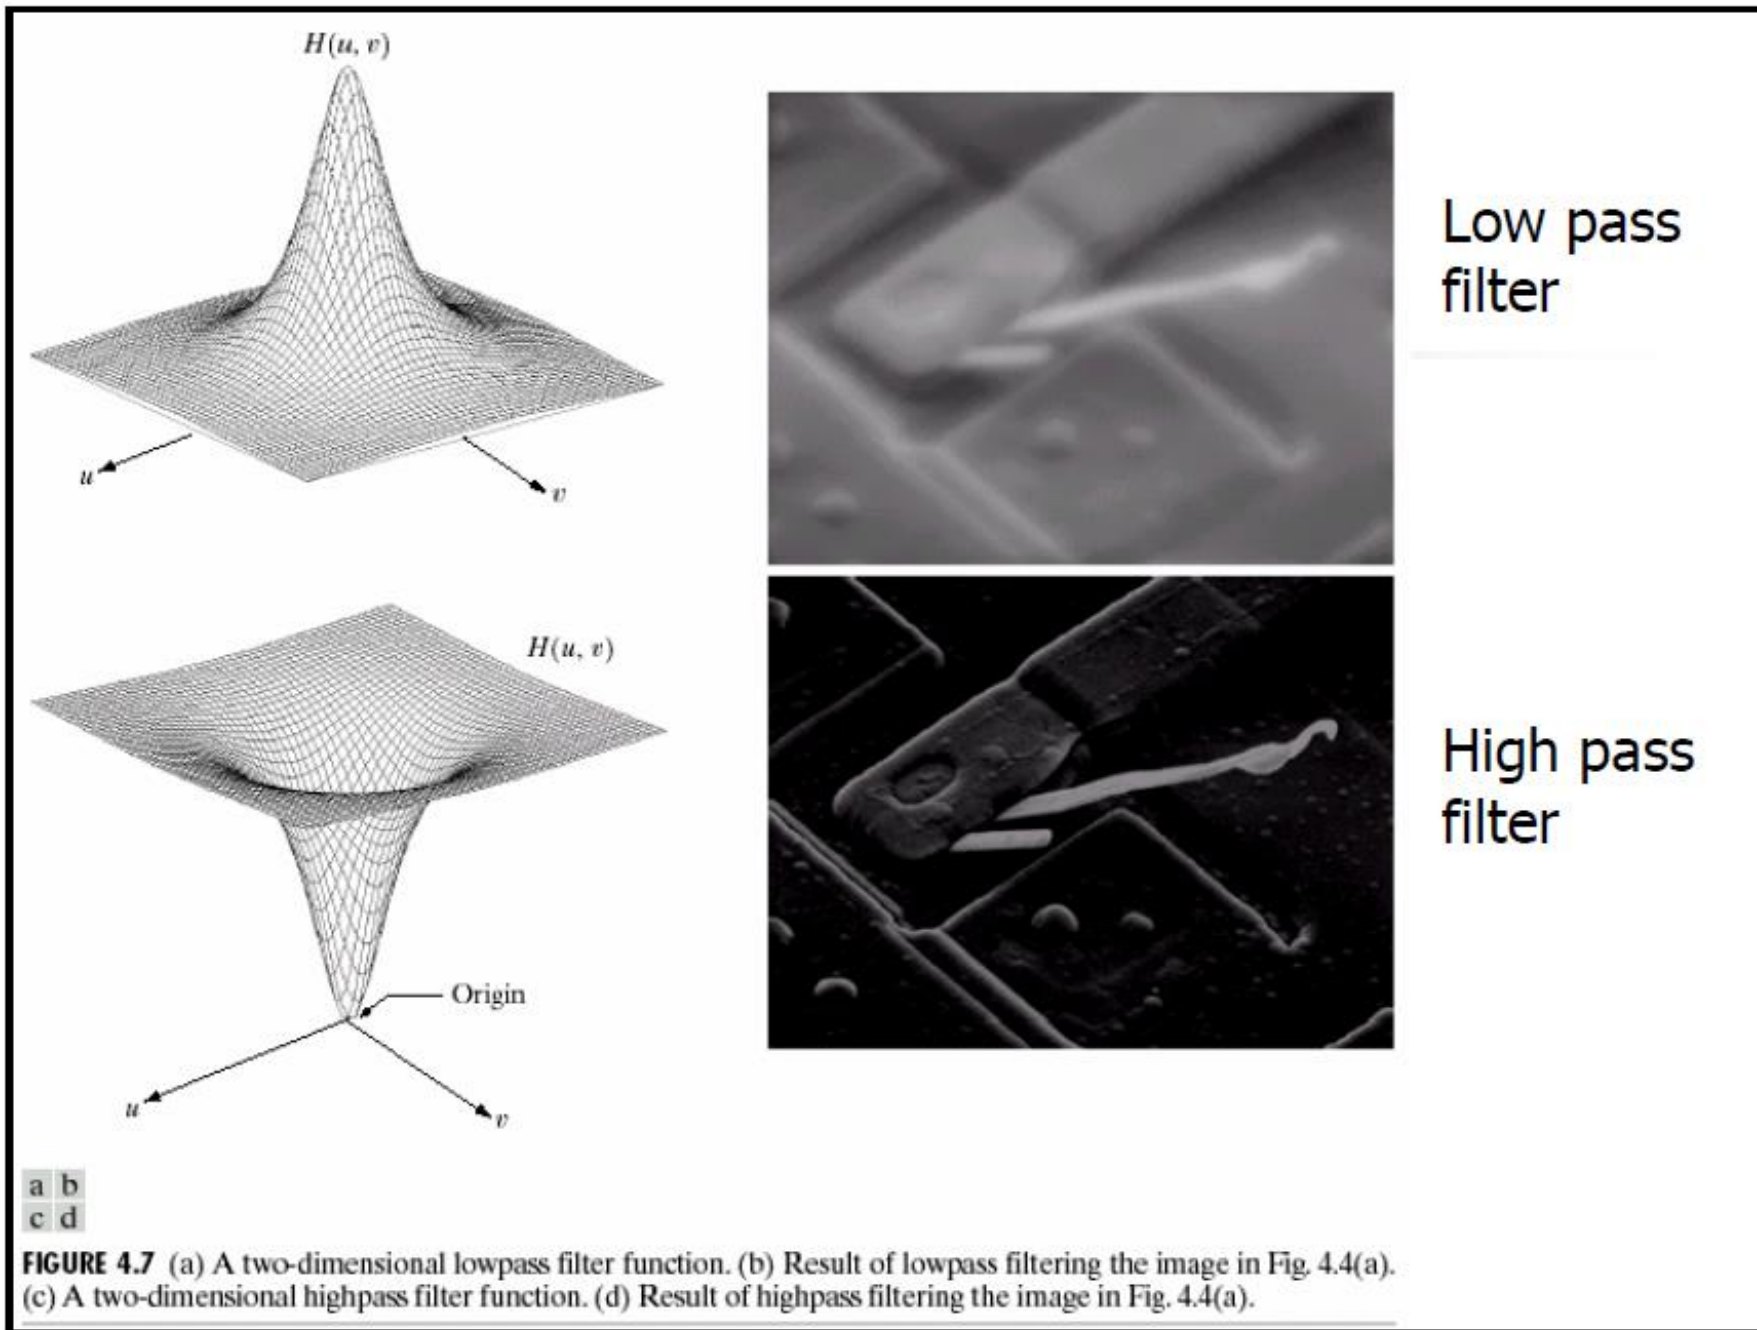 H(u, v)
u
v
Low pass
filter
H(u, v)
Origin
u
v
High pass
filter
a b
c d
FIGURE 4.7 (a) A two-dimensional lowpass filter function. (b) Result of lowpass filtering the image in Fig. 4.4(a).
(c) A two-dimensional highpass filter function. (d) Result of highpass filtering the image in Fig. 4.4(a).